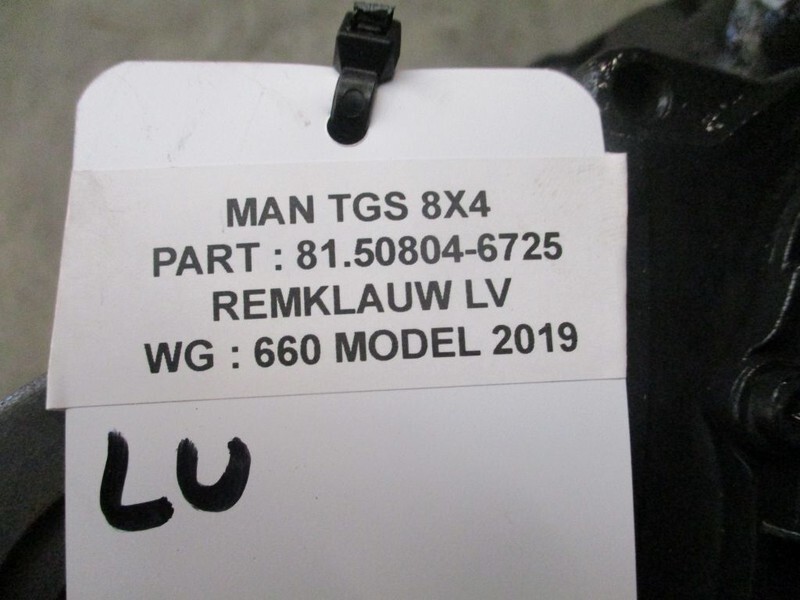 MAN TGS 8X4
PART : 81.50804-6725
REMKLAUW LV
WG : 660 MODEL 2019
LU